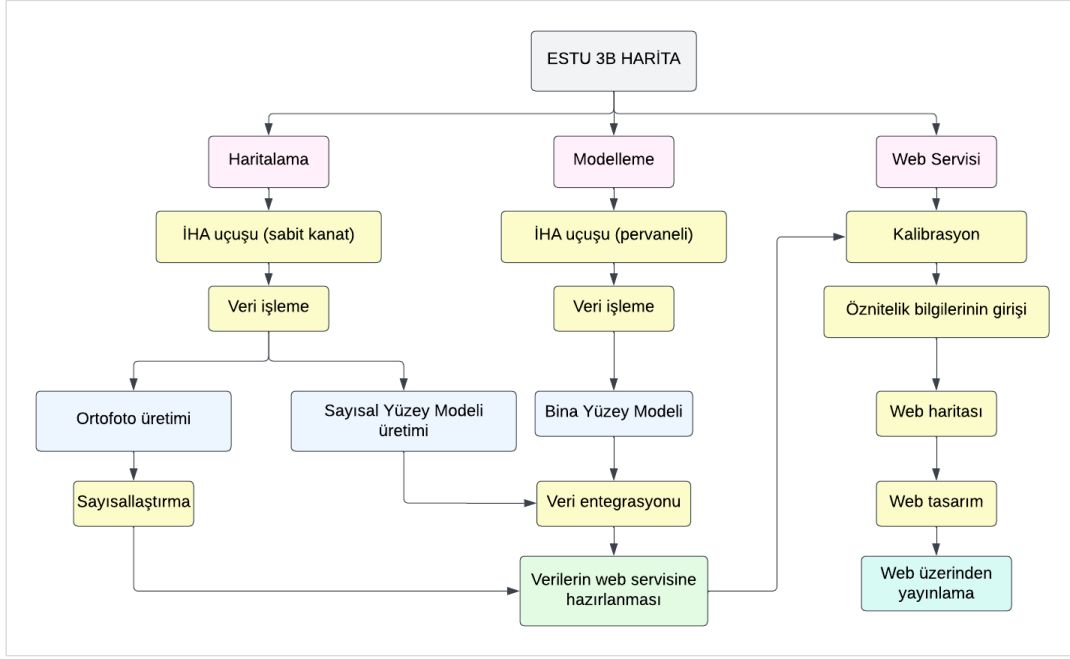 ESTU 3B HARİTA
Haritalama
Modelleme
Web Servisi
İHA uçuşu (sabit kanat)
İHA uçuşu (pervaneli)
Kalibrasyon
Veri işleme
Veri işleme
Öznitelik bilgilerinin girişi
Ortofoto üretimi
Sayısal Yüzey Modeli
üretimi
Bina Yüzey Modeli
Web haritası
Sayısallaştırma
Veri entegrasyonu
Web tasarım
Verilerin web servisine
hazırlanması
Web üzerinden
yayınlama